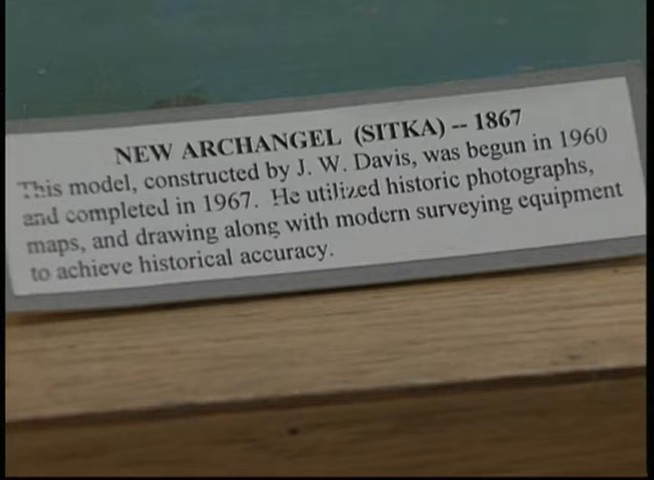 NEW ARCHANGEL (SITKA) -- 1867
This model, constructed by J. W. Davis, was begun in 1960
and completed in 1967. He utilized historic photographs,
maps, and drawing along with modern surveying equipment
to achieve historical accuracy.